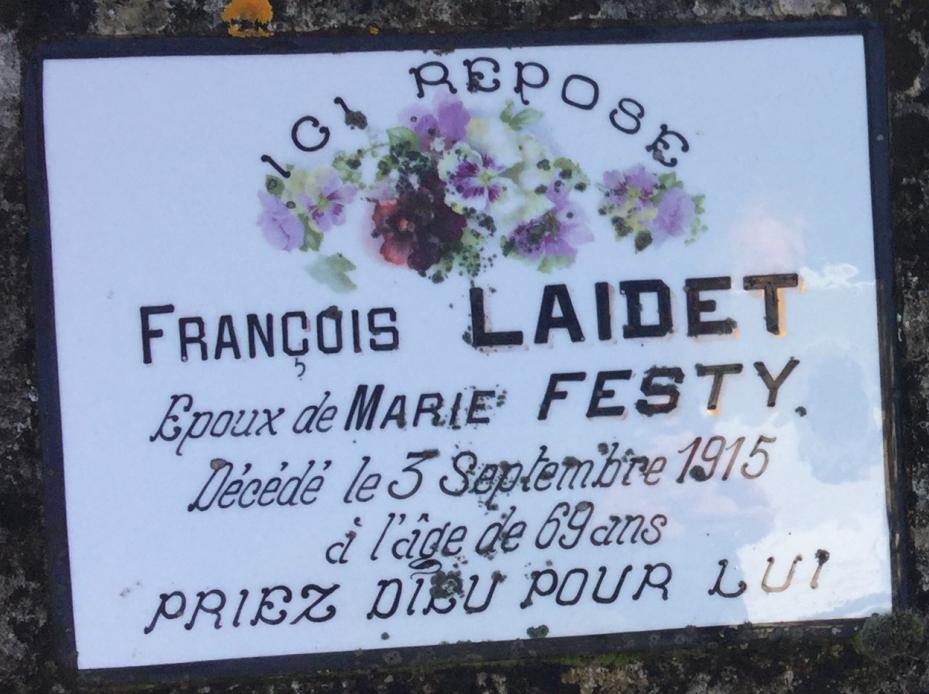 ICI REPOSE
FRANÇOIS LAIDET
Epoux de MARIE FESTY.
Décédé le 3 Septembre 1915
à l'âge de 69 ans
PRIEZ DIEU POUR LUI